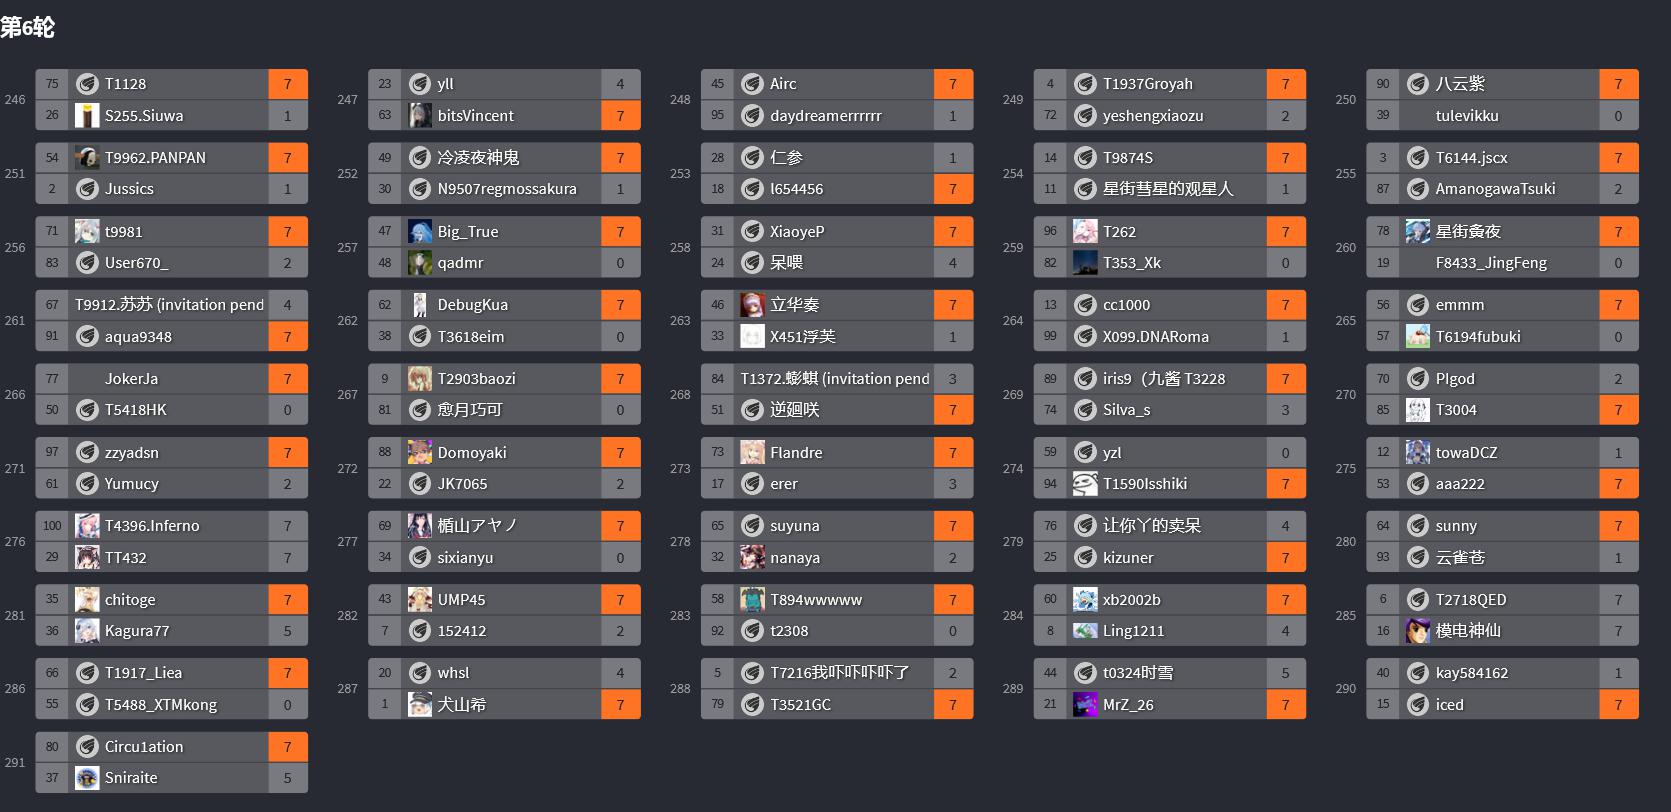 第6轮
246
75 T1128 7
26 S255.Siuwa 1
247
23 yll 4
63 bitsVincent 7
248
45 Airc 7
95 daydreamerrrrrr 1
249
4 T1937Groyah 7
72 yeshengxiaozu 2
250
90 八云紫 7
39 tulevikku 0
251
54 T9962.PANPAN 7
2 Jussics 1
252
49 冷凌夜神鬼 7
30 N9507regmossakura 1
253
28 仁参 1
18 l654456 7
254
14 T9874S 7
11 星街彗星的观星人 1
255
3 T6144.jscx 7
87 AmanogawaTsuki 2
256
71 t9981 7
83 User670_ 2
257
47 Big_True 7
48 qadmr 0
258
31 XiaoyeP 7
24 呆喂 4
259
96 T262 7
82 T353_Xk 0
260
78 星街夤夜 7
19 F8433_JingFeng 0
261
67 T9912.苏苏 (invitation pend 4
91 aqua9348 7
262
62 DebugKua 7
38 T3618eim 0
263
46 立华奏 7
33 X451浮芙 1
264
13 cc1000 7
99 X099.DNARoma 1
265
56 emmm 7
57 T6194fubuki 0
266
77 JokerJa 7
50 T5418HK 0
267
9 T2903baozi 7
81 愈月巧可 0
268
84 T1372.蟛蜞 (invitation pend 3
51 逆廻咲 7
269
89 iris9（九酱 T3228 7
74 Silva_s 3
270
70 PIgod 2
85 T3004 7
271
97 zzyadsn 7
61 Yumucy 2
272
88 Domoyaki 7
22 JK7065 2
273
73 Flandre 7
17 erer 3
274
59 yzl 0
94 T1590Isshiki 7
275
12 towaDCZ 1
53 aaa222 7
276
100 T4396.Inferno 7
29 TT432 7
277
69 楯山アヤノ 7
34 sixianyu 0
278
65 suyuna 7
32 nanaya 2
279
76 让你丫的卖呆 4
25 kizuner 7
280
64 sunny 7
93 云雀苍 1
281
35 chitoge 7
36 Kagura77 5
282
43 UMP45 7
7 152412 2
283
58 T894wwwww 7
92 t2308 0
284
60 xb2002b 7
8 Ling1211 4
285
6 T2718QED 7
16 模电神仙 7
286
66 T1917_Liea 7
55 T5488_XTMkong 0
287
20 whsl 4
1 犬山希 7
288
5 T7216我吓吓吓吓了 2
79 T3521GC 7
289
44 t0324时雪 5
21 MrZ_26 7
290
40 kay584162 1
15 iced 7
291
80 Circu1ation 7
37 Sniraite 5